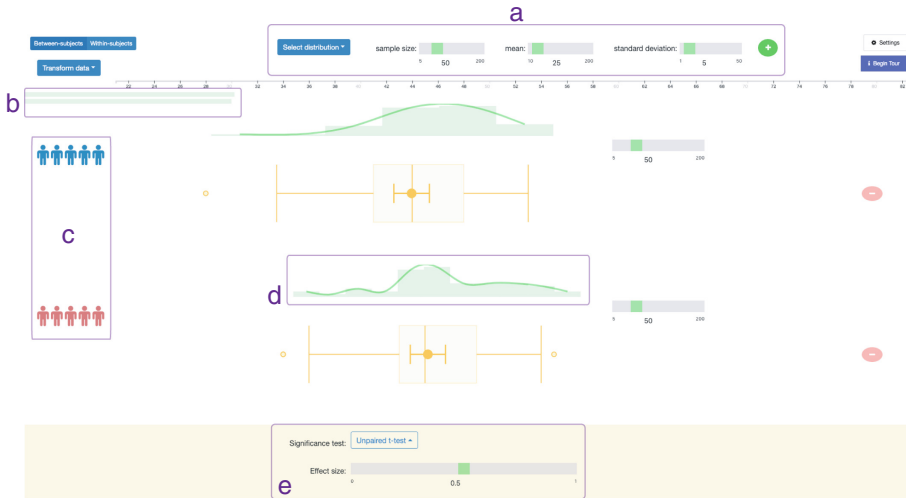 a
Between-subjects Within-subjects
Select distribution
sample size:
5 50 200
mean:
10 25 200
standard deviation:
1 5 50
+
Settings
Transform data
i Begin Tour
22 24 26 28 30 32 34 36 38 40 42 44 46 48 50 52 54 56 58 60 62 64 66 68 70 72 74 76 78 80 82
b
5 50 200
c
d
5 50 200
Significance test: Unpaired t-test
Effect size:
0 0.5 1
e